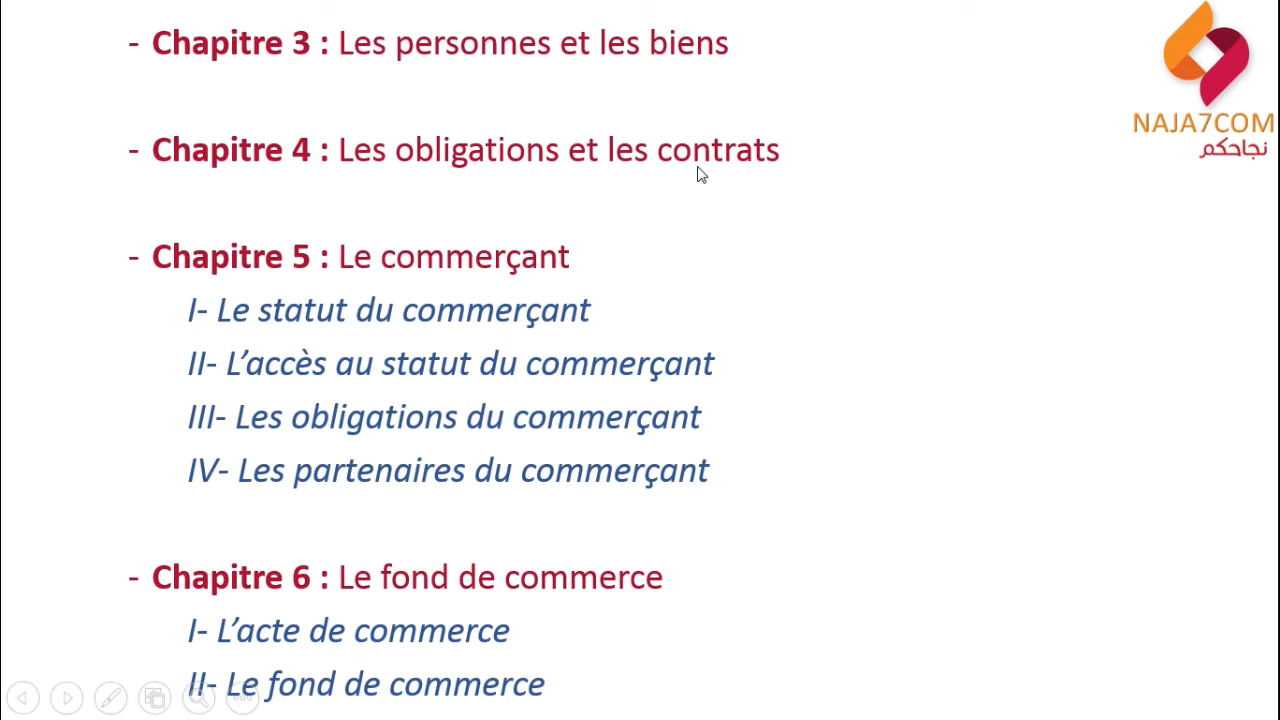 - Chapitre 3 : Les personnes et les biens
NAJA7COM
نجاحكم
- Chapitre 4 : Les obligations et les contrats
- Chapitre 5 : Le commerçant
I- Le statut du commerçant
II- L’accès au statut du commerçant
III- Les obligations du commerçant
IV- Les partenaires du commerçant
- Chapitre 6 : Le fond de commerce
I- L’acte de commerce
II- Le fond de commerce